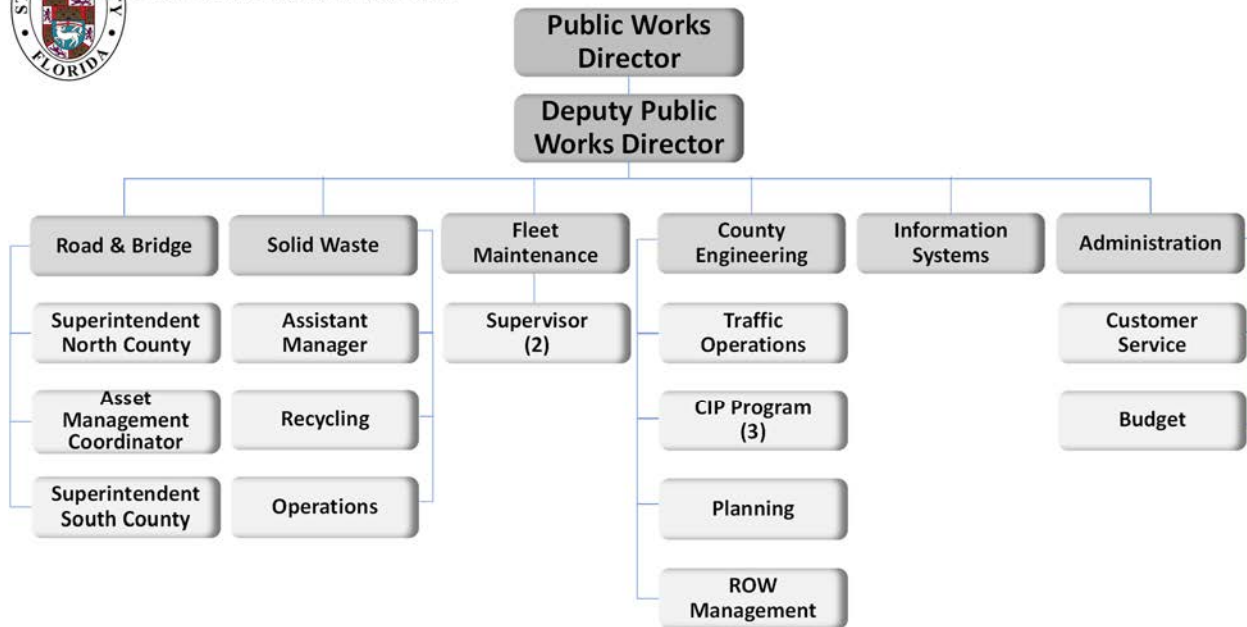 FLORIDA
Public Works
Director
Deputy Public
Works Director
Road & Bridge
Solid Waste
Fleet
Maintenance
County
Engineering
Information
Systems
Administration
Superintendent
North County
Assistant
Manager
Supervisor
(2)
Traffic
Operations
Customer
Service
Asset
Management
Coordinator
Recycling
CIP Program
(3)
Budget
Superintendent
South County
Operations
Planning
ROW
Management